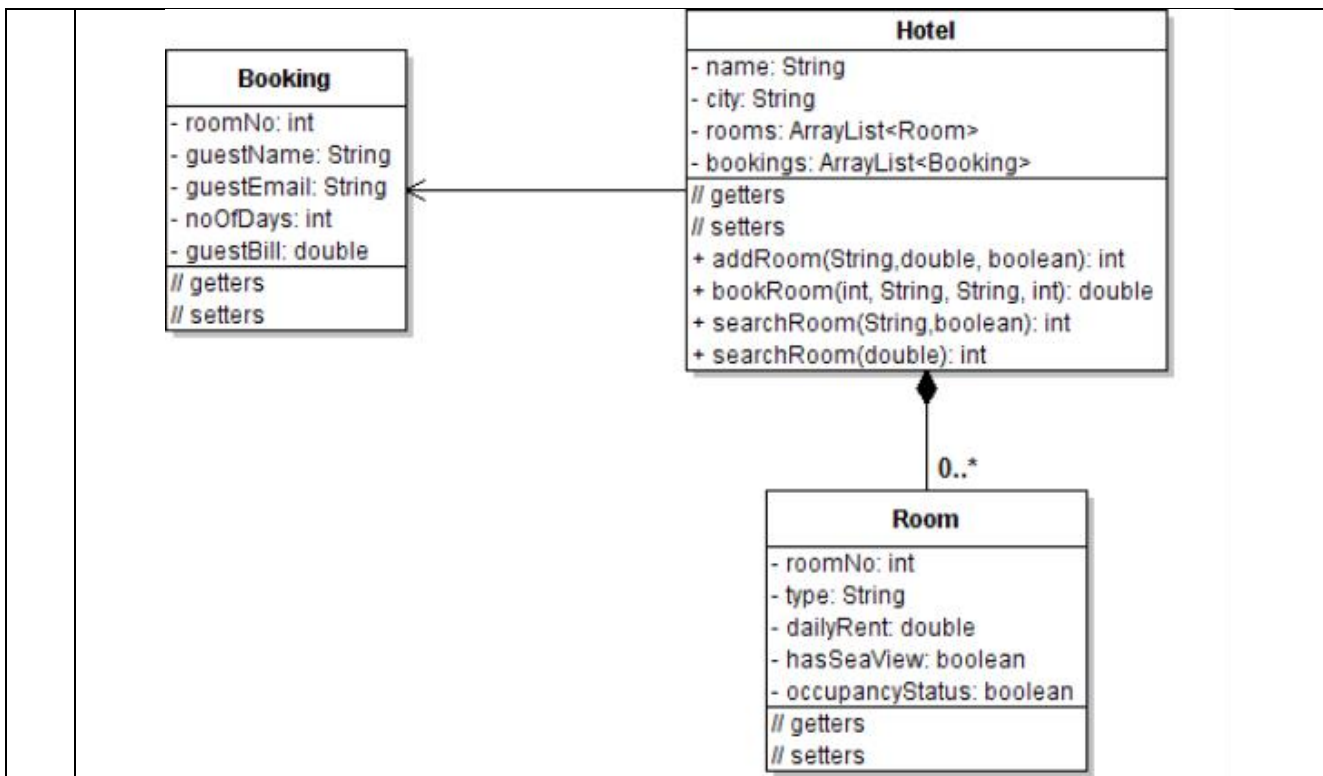 Booking
- roomNo: int
- guestName: String
- guestEmail: String
- noOfDays: int
- guestBill: double
// getters
// setters
Hotel
- name: String
- city: String
- rooms: ArrayList<Room>
- bookings: ArrayList<Booking>
// getters
// setters
+ addRoom(String,double, boolean): int
+ bookRoom(int, String, String, int): double
+ searchRoom(String,boolean): int
+ searchRoom(double): int
0..*
Room
- roomNo: int
- type: String
- dailyRent: double
- hasSeaView: boolean
- occupancyStatus: boolean
// getters
// setters